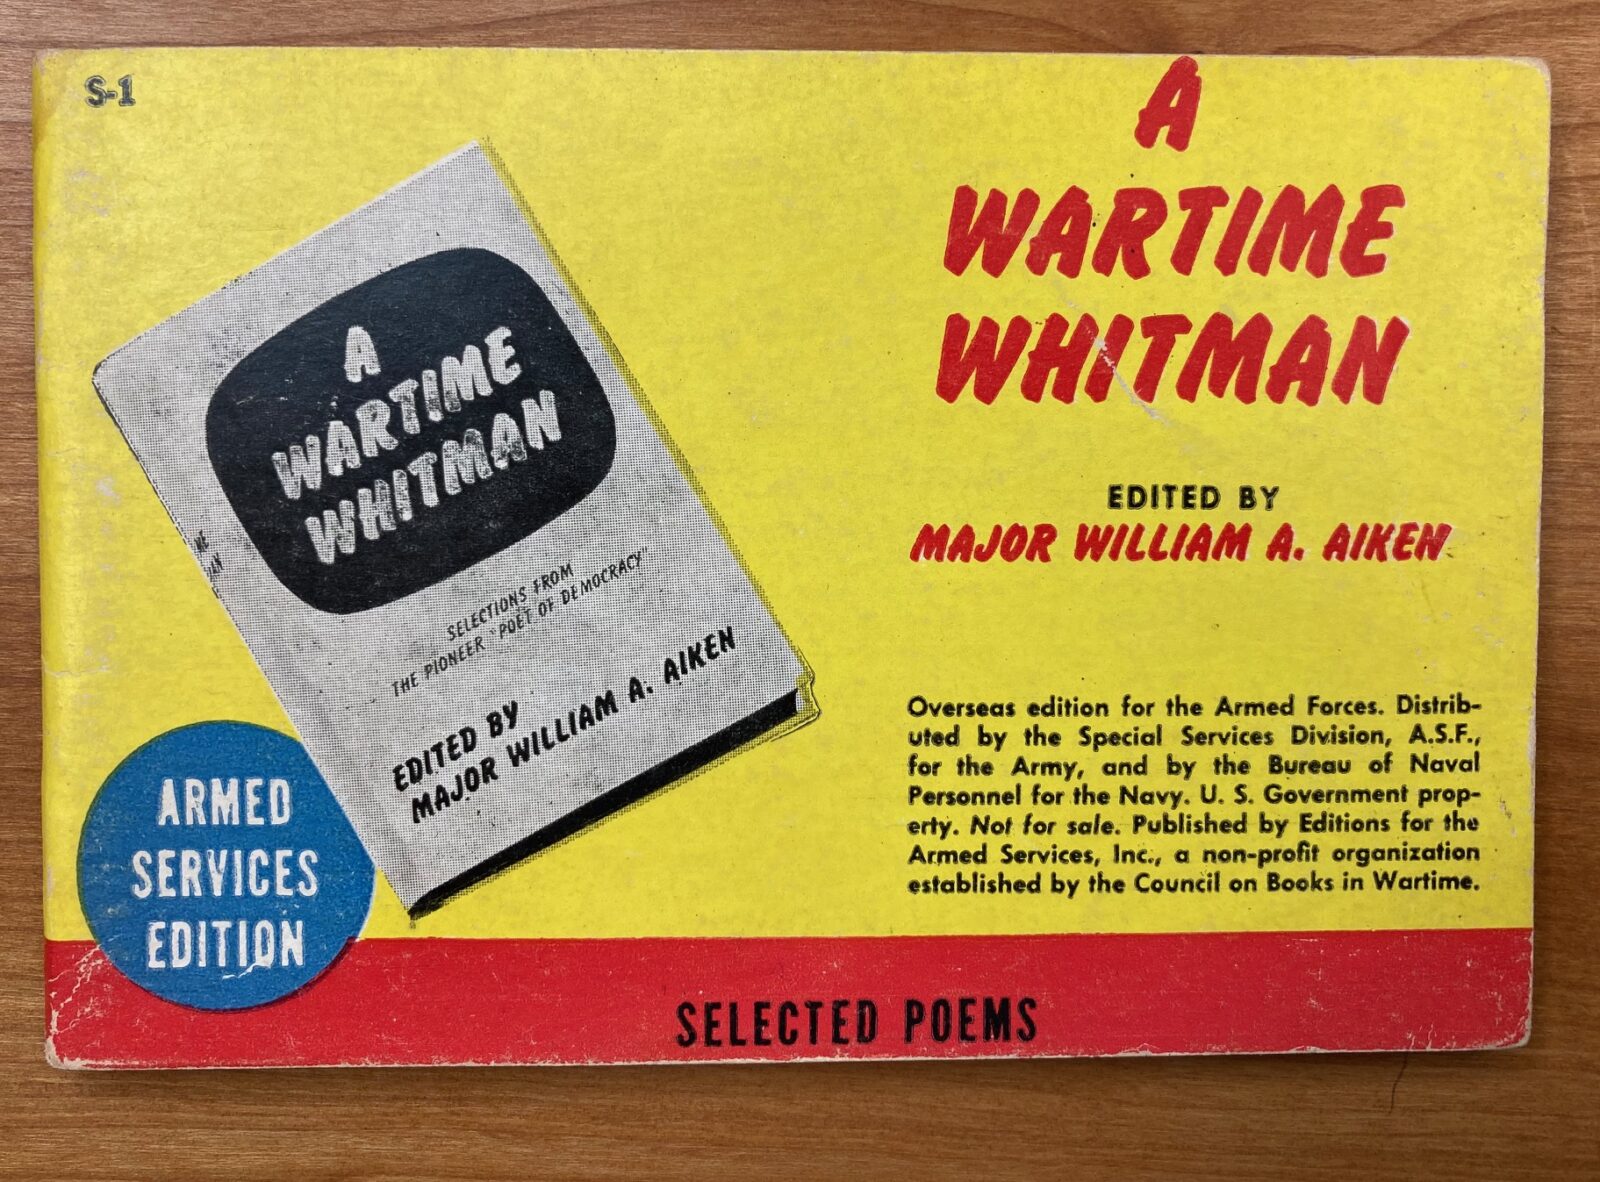 S-1
A
WARTIME
WHITMAN
EDITED BY
MAJOR WILLIAM A. AIKEN
A
WARTIME
WHITMAN
SELECTIONS FROM
THE PIONEER "POET OF DEMOCRACY"
EDITED BY
MAJOR WILLIAM A. AIKEN
Overseas edition for the Armed Forces. Distrib-
uted by the Special Services Division, A.S.F.,
for the Army, and by the Bureau of Naval
Personnel for the Navy. U. S. Government prop-
erty. Not for sale. Published by Editions for the
Armed Services, Inc., a non-profit organization
established by the Council on Books in Wartime.
ARMED
SERVICES
EDITION
SELECTED POEMS